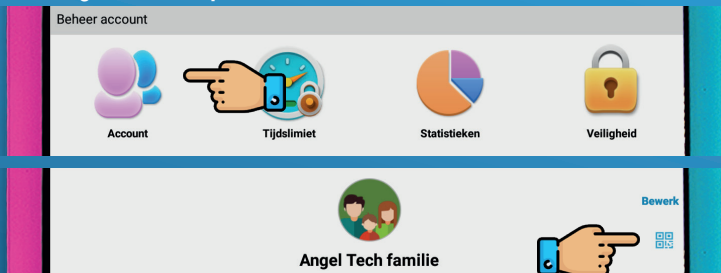 Beheer account
Account
Tijdslimiet
Statistieken
Veiligheid
Bewerk
Angel Tech familie